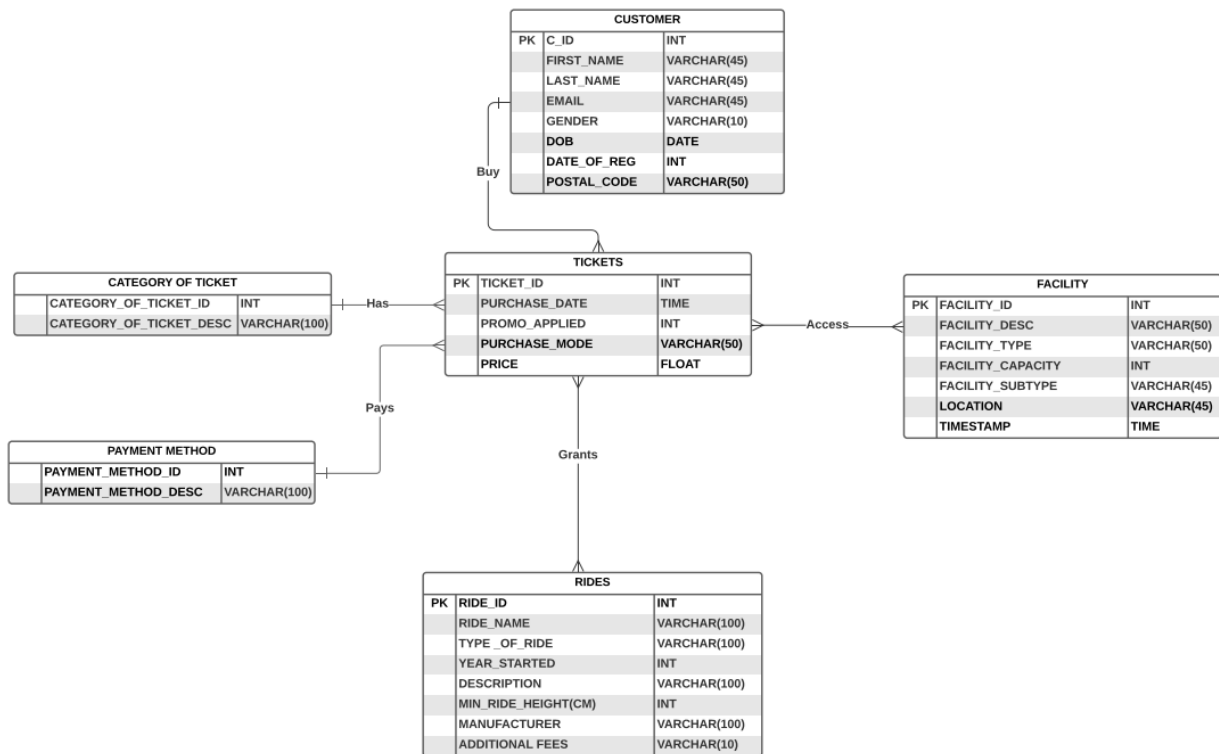 CUSTOMER
PK C_ID INT
FIRST_NAME VARCHAR(45)
LAST_NAME VARCHAR(45)
EMAIL VARCHAR(45)
GENDER VARCHAR(10)
DOB DATE
DATE_OF_REG INT
POSTAL_CODE VARCHAR(50)
Buy
CATEGORY OF TICKET
CATEGORY_OF_TICKET_ID INT
CATEGORY_OF_TICKET_DESC VARCHAR(100)
Has
TICKETS
PK TICKET_ID INT
PURCHASE_DATE TIME
PROMO_APPLIED INT
PURCHASE_MODE VARCHAR(50)
PRICE FLOAT
Access
FACILITY
PK FACILITY_ID INT
FACILITY_DESC VARCHAR(50)
FACILITY_TYPE VARCHAR(50)
FACILITY_CAPACITY INT
FACILITY_SUBTYPE VARCHAR(45)
LOCATION VARCHAR(45)
TIMESTAMP TIME
Pays
PAYMENT METHOD
PAYMENT_METHOD_ID INT
PAYMENT_METHOD_DESC VARCHAR(100)
Grants
RIDES
PK RIDE_ID INT
RIDE_NAME VARCHAR(100)
TYPE _OF_RIDE VARCHAR(100)
YEAR_STARTED INT
DESCRIPTION VARCHAR(100)
MIN_RIDE_HEIGHT(CM) INT
MANUFACTURER VARCHAR(100)
ADDITIONAL FEES VARCHAR(10)